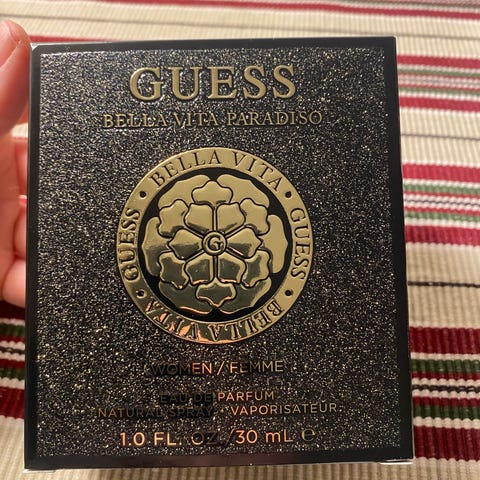 GUESS
BELLA VITA PARADISO
• BELLA VITA • GUESS • BELLA VITA • GUESS
G
WOMEN / FEMME
EAU DE PARFUM
NATURAL SPRAY • VAPORISATEUR
1.0 FL. OZ./30 mL ℮